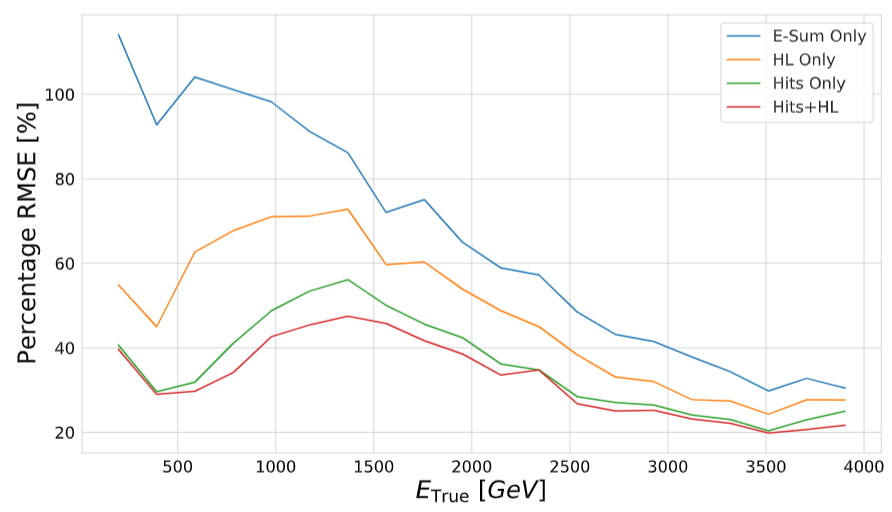 E-Sum Only
HL Only
Hits Only
Hits+HL
Percentage RMSE [%]
100
80
60
40
20
500 1000 1500 2000 2500 3000 3500 4000
E_True [GeV]